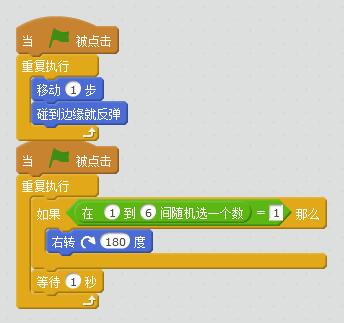 当 被点击
重复执行
移动 1 步
碰到边缘就反弹
当 被点击
重复执行
如果 在 1 到 6 间随机选一个数 = 1 那么
右转 180 度
等待 1 秒